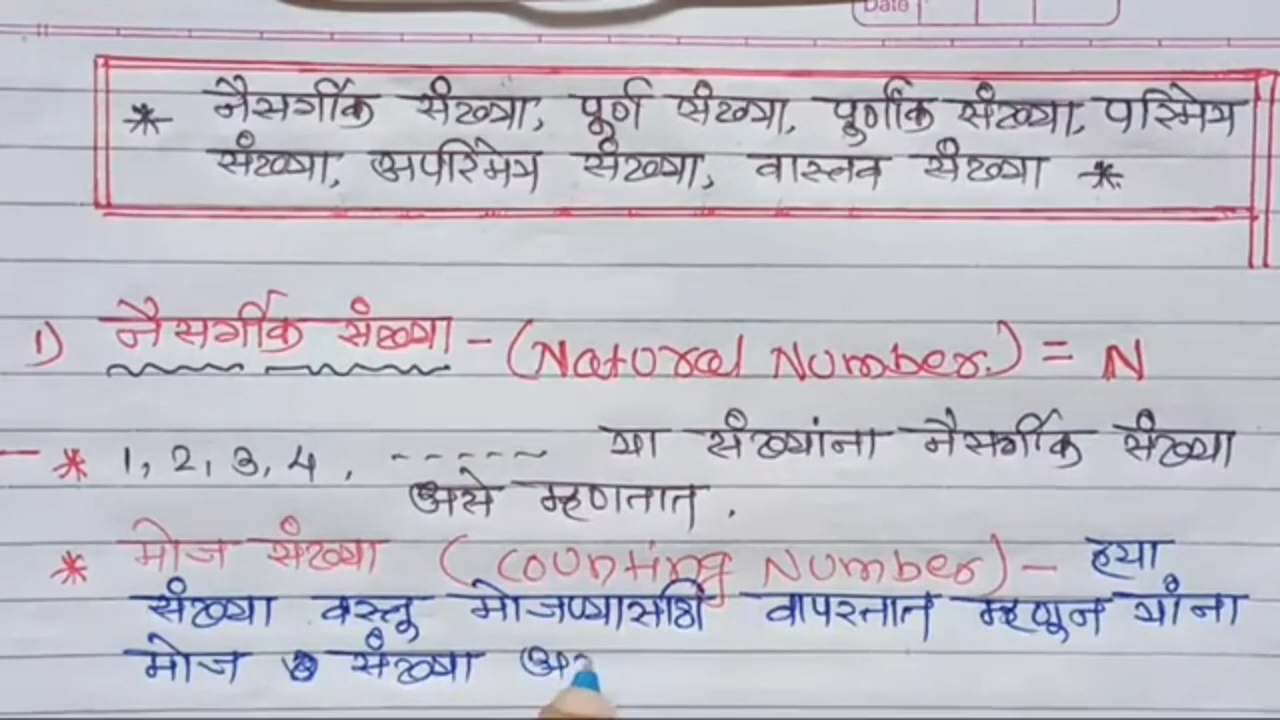 Date
* नैसर्गीक संख्या, पूर्ण संख्या, पुर्णांक संख्या, परिमेय
संख्या, अपरिमेय संख्या, वास्तव संख्या *
1) नैसर्गीक संख्या - (Natural Number.) = N
* 1, 2, 3, 4, ------ या संख्यांना नैसर्गीक संख्या
असे म्हणतात.
* मोज संख्या (Counting Number) - ह्या
संख्या वस्तू मोजण्यासाठी वापरतात म्हणून यांना
मोज संख्या